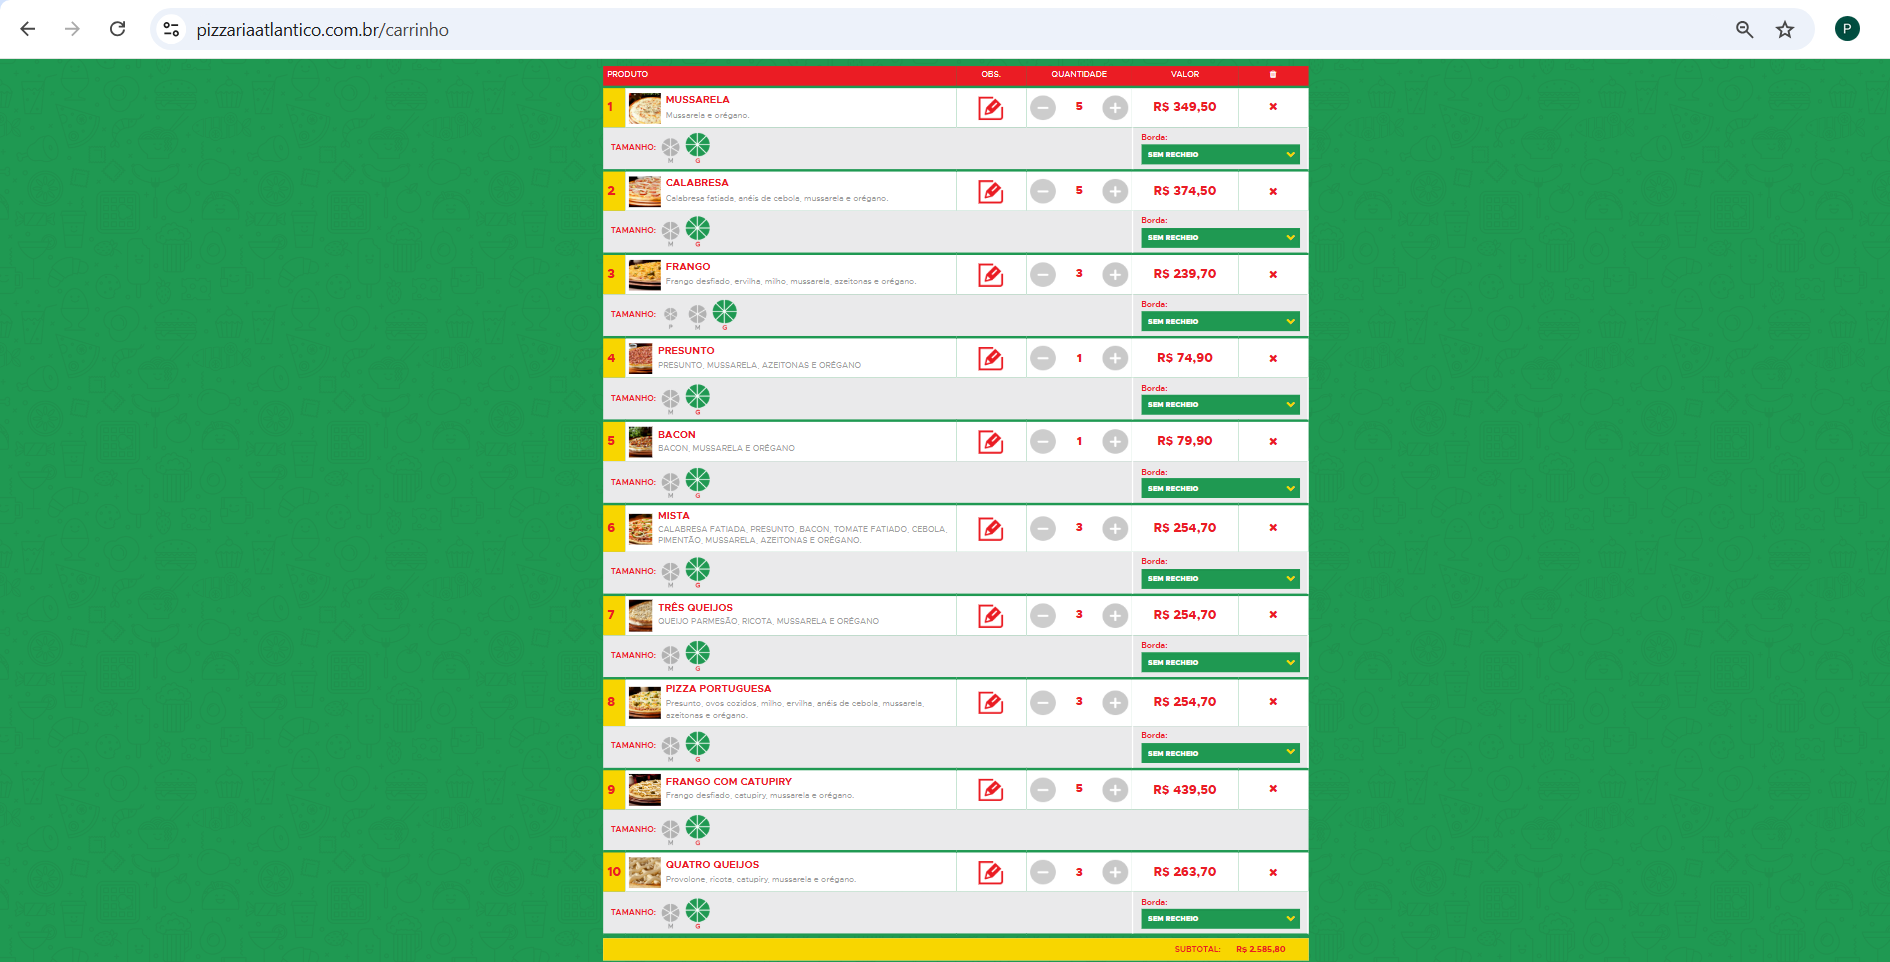 pizzariaatlantico.com.br/carrinho
P
PRODUTO OBS. QUANTIDADE VALOR
1 MUSSARELA 5 R$ 349,50
Mussarela e orégano.
TAMANHO: M G Borda:
SEM RECHEIO
2 CALABRESA 5 R$ 374,50
Calabresa fatiada, anéis de cebola, mussarela e orégano.
TAMANHO: M G Borda:
SEM RECHEIO
3 FRANGO 3 R$ 239,70
Frango desfiado, ervilha, milho, mussarela, azeitonas e orégano.
TAMANHO: P M G Borda:
SEM RECHEIO
4 PRESUNTO 1 R$ 74,90
PRESUNTO, MUSSARELA, AZEITONAS E ORÉGANO
TAMANHO: M G Borda:
SEM RECHEIO
5 BACON 1 R$ 79,90
BACON, MUSSARELA E ORÉGANO
TAMANHO: M G Borda:
SEM RECHEIO
6 MISTA 3 R$ 254,70
CALABRESA FATIADA, PRESUNTO, BACON, TOMATE FATIADO, CEBOLA,
PIMENTÃO, MUSSARELA, AZEITONAS E ORÉGANO.
TAMANHO: M G Borda:
SEM RECHEIO
7 TRÊS QUEIJOS 3 R$ 254,70
QUEIJO PARMESÃO, RICOTA, MUSSARELA E ORÉGANO
TAMANHO: M G Borda:
SEM RECHEIO
8 PIZZA PORTUGUESA 3 R$ 254,70
Presunto, ovos cozidos, milho, ervilha, anéis de cebola, mussarela,
azeitonas e orégano.
TAMANHO: M G Borda:
SEM RECHEIO
9 FRANGO COM CATUPIRY 5 R$ 439,50
Frango desfiado, catupiry, mussarela e orégano.
TAMANHO: M G
10 QUATRO QUEIJOS 3 R$ 263,70
Provolone, ricota, catupiry, mussarela e orégano.
TAMANHO: M G Borda:
SEM RECHEIO
SUBTOTAL: R$ 2.585,80